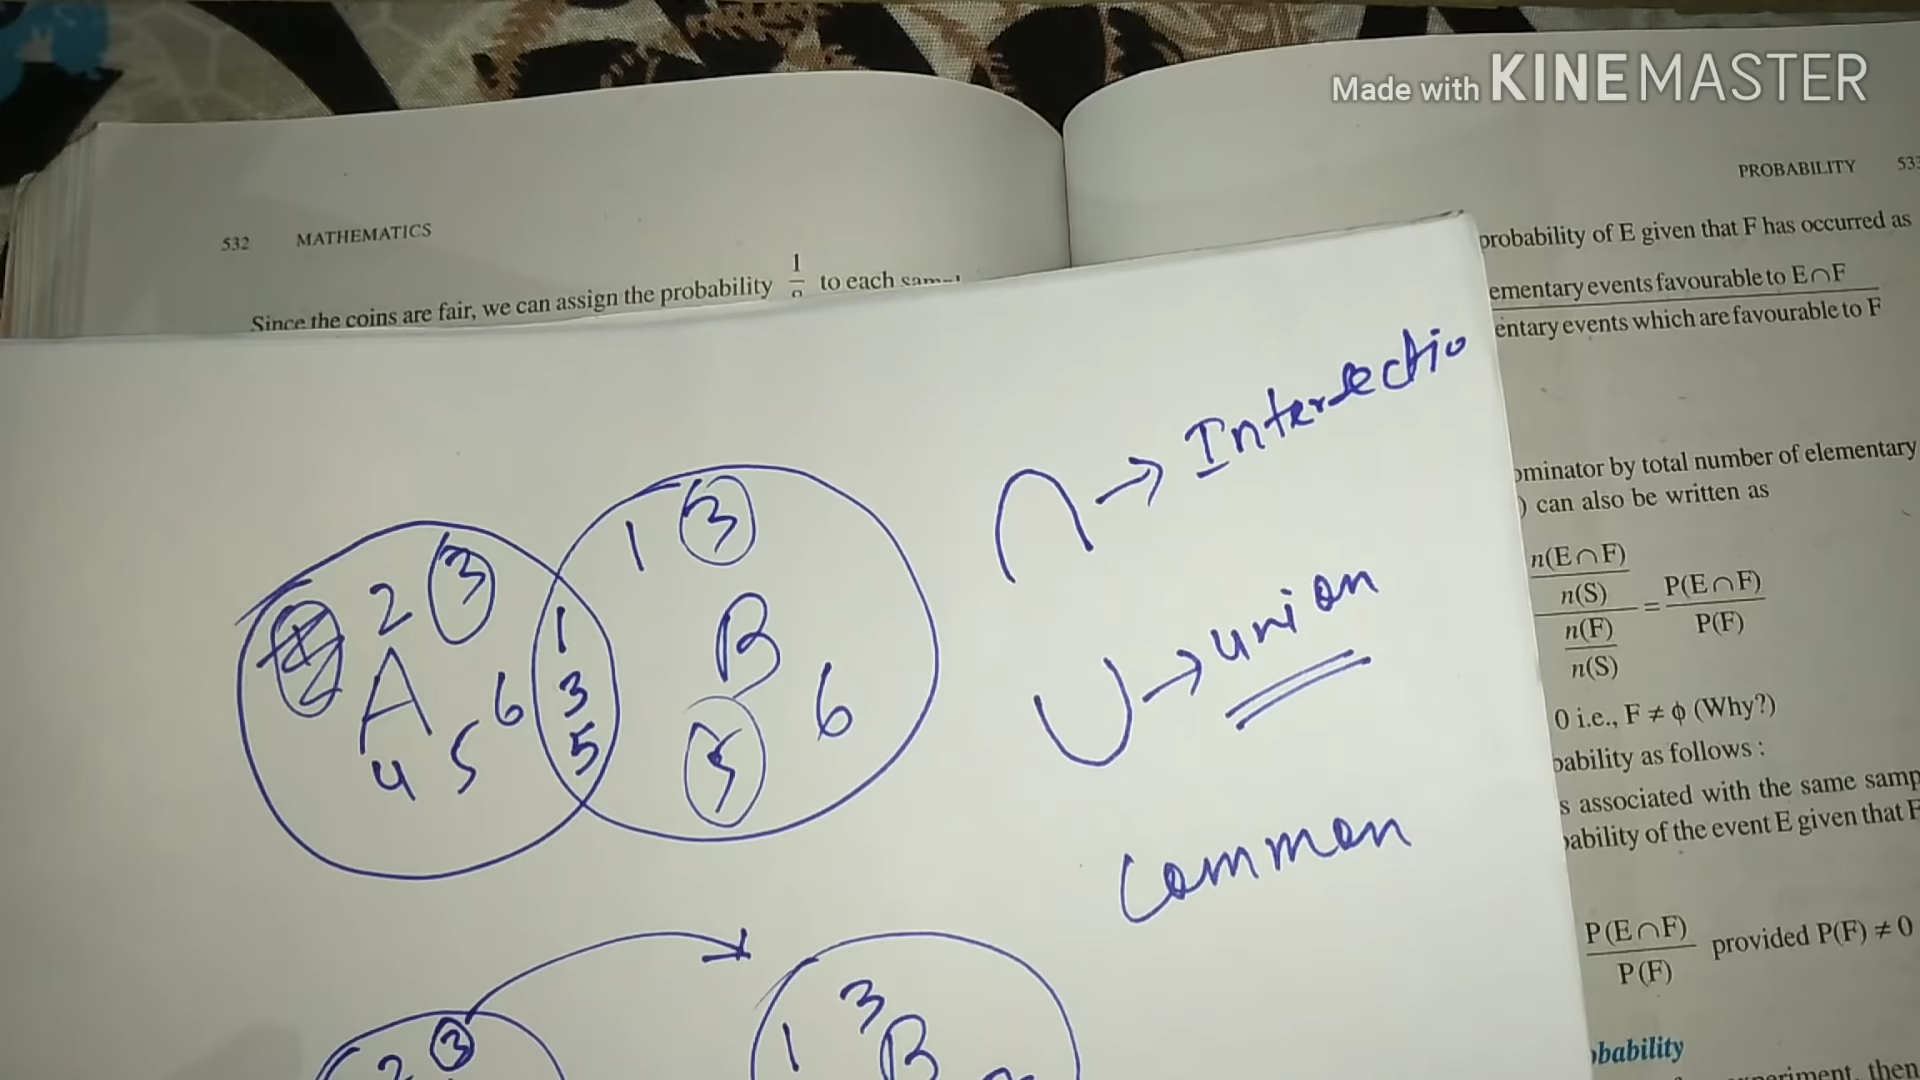 Made with KINEMASTER
532 MATHEMATICS
Since the coins are fair, we can assign the probability 1/ to each
PROBABILITY 533
probability of E given that F has occurred as
ementary events favourable to E∩F
entary events which are favourable to F
ominator by total number of elementary
) can also be written as
n(E∩F)
n(S)
n(F)
n(S)
= P(E∩F)
P(F)
0 i.e., F ≠ ϕ (Why?)
bability as follows :
s associated with the same samp
bability of the event E given that F
P(E∩F)
P(F)
provided P(F) ≠ 0
obability
then
∩ → Intersectio
∪ → union
Common
2 3
A
4 5 6
1
3
5
1 3
B
5 6
2 3
1 3
B